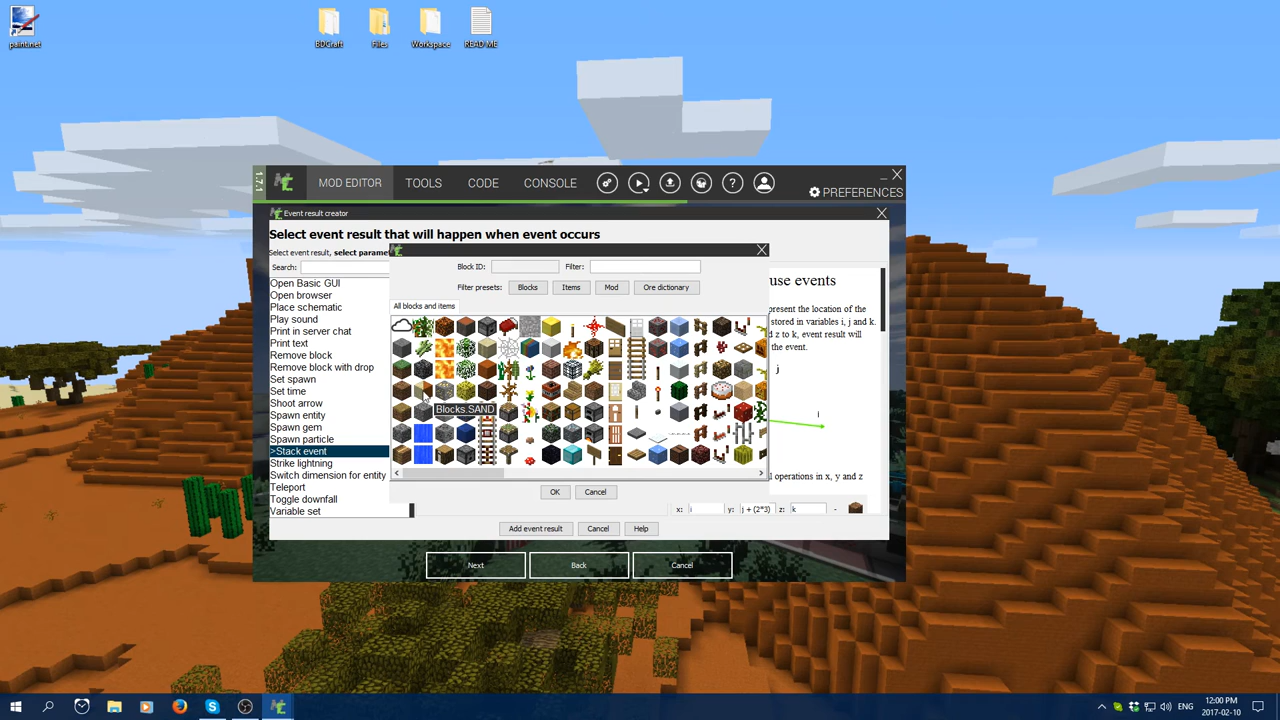 paint.net
BDCraft
Files
Workspace
READ ME
1.7.1
MOD EDITOR
TOOLS
CODE
CONSOLE
?
PREFERENCES
Event result creator
Select event result that will happen when event occurs
Select event result, select parame
Search:
Open Basic GUI
Open browser
Place schematic
Play sound
Print in server chat
Print text
Remove block
Remove block with drop
Set spawn
Set time
Shoot arrow
Spawn entity
Spawn gem
Spawn particle
>Stack event
Strike lightning
Switch dimension for entity
Teleport
Toggle downfall
Variable set
Block ID:
Filter:
Filter presets:
Blocks
Items
Mod
Ore dictionary
All blocks and items
Blocks.SAND
OK
Cancel
use events
present the location of the
stored in variables i, j and k.
d z to k, event result will
the event.
j
i
l operations in x, y and z
x: i y: j + (2*3) z: k -
Add event result
Cancel
Help
Next
Back
Cancel
ENG
12:00 PM
2017-02-10